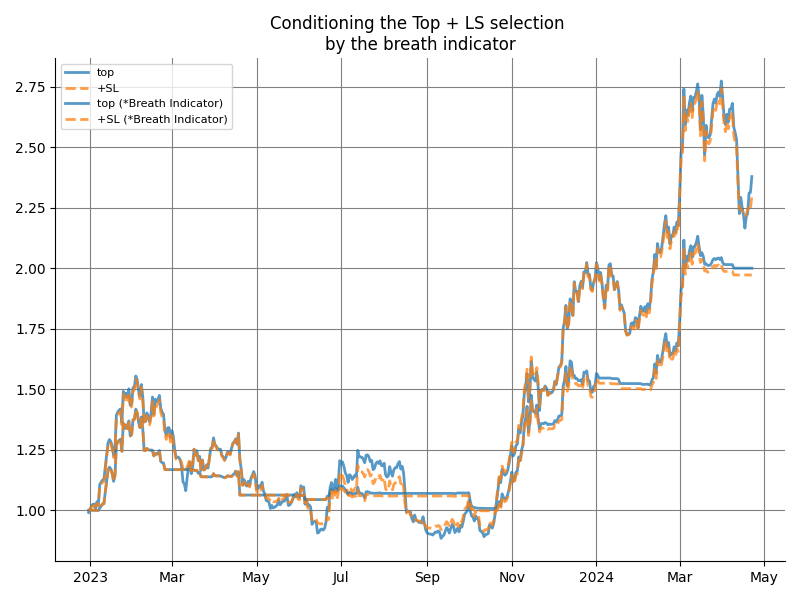 Conditioning the Top + LS selection
by the breath indicator
top
+SL
top (*Breath Indicator)
+SL (*Breath Indicator)
2.75
2.50
2.25
2.00
1.75
1.50
1.25
1.00
2023 Mar May Jul Sep Nov 2024 Mar May